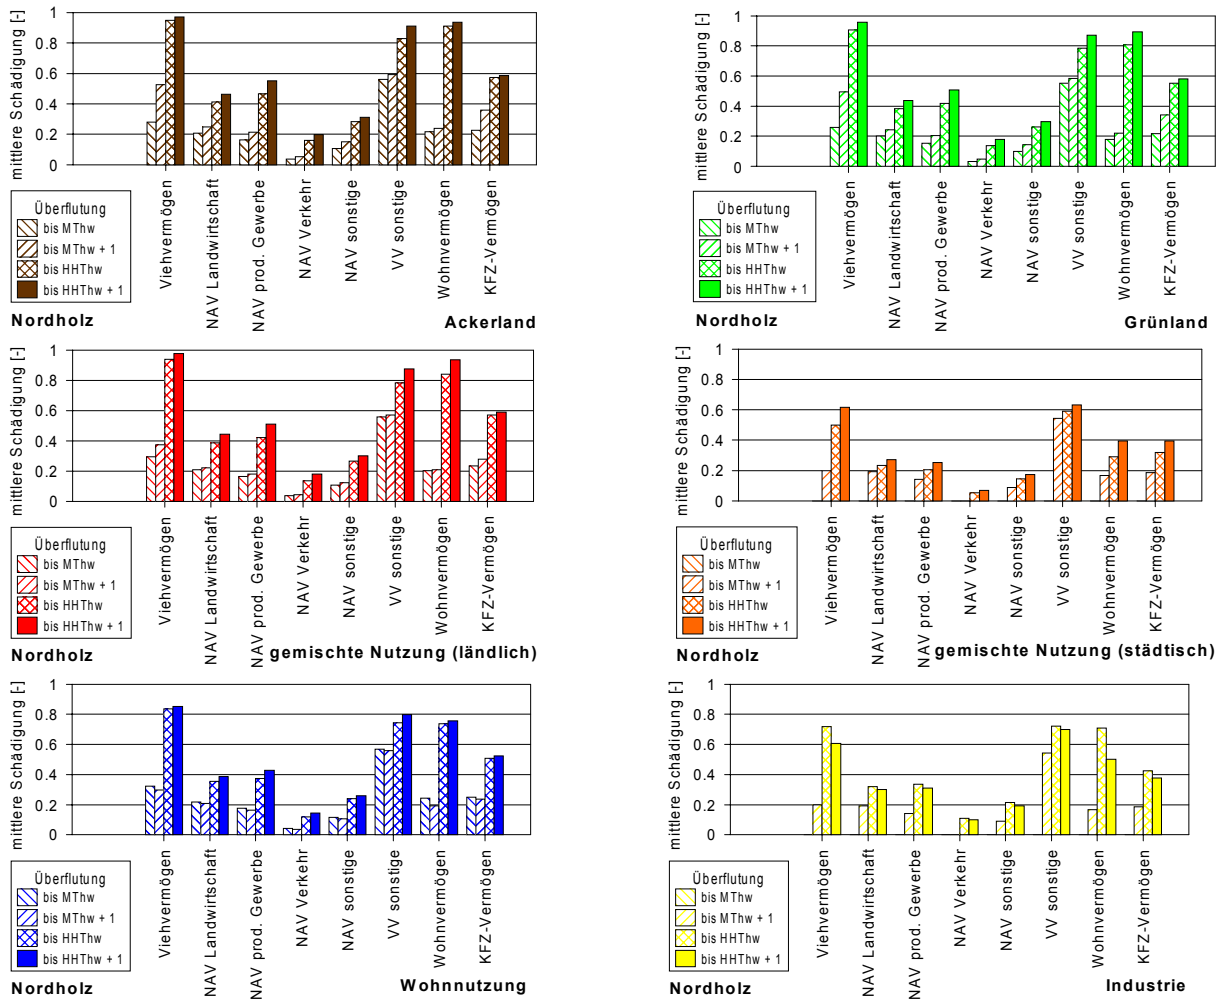 mittlere Schädigung [-]
1
0.8
0.6
0.4
0.2
0
Viehvermögen
NAV Landwirtschaft
NAV prod. Gewerbe
NAV Verkehr
NAV sonstige
VV sonstige
Wohnvermögen
KFZ-Vermögen
Überflutung
bis MThw
bis MThw + 1
bis HHThw
bis HHThw + 1
Nordholz
Ackerland
mittlere Schädigung [-]
1
0.8
0.6
0.4
0.2
0
Viehvermögen
NAV Landwirtschaft
NAV prod. Gewerbe
NAV Verkehr
NAV sonstige
VV sonstige
Wohnvermögen
KFZ-Vermögen
Überflutung
bis MThw
bis MThw + 1
bis HHThw
bis HHThw + 1
Nordholz
Grünland
mittlere Schädigung [-]
1
0.8
0.6
0.4
0.2
0
Viehvermögen
NAV Landwirtschaft
NAV prod. Gewerbe
NAV Verkehr
NAV sonstige
VV sonstige
Wohnvermögen
KFZ-Vermögen
Überflutung
bis MThw
bis MThw + 1
bis HHThw
bis HHThw + 1
Nordholz
gemischte Nutzung (ländlich)
mittlere Schädigung [-]
1
0.8
0.6
0.4
0.2
0
Viehvermögen
NAV Landwirtschaft
NAV prod. Gewerbe
NAV Verkehr
NAV sonstige
VV sonstige
Wohnvermögen
KFZ-Vermögen
Überflutung
bis MThw
bis MThw + 1
bis HHThw
bis HHThw + 1
Nordholz
gemischte Nutzung (städtisch)
mittlere Schädigung [-]
1
0.8
0.6
0.4
0.2
0
Viehvermögen
NAV Landwirtschaft
NAV prod. Gewerbe
NAV Verkehr
NAV sonstige
VV sonstige
Wohnvermögen
KFZ-Vermögen
Überflutung
bis MThw
bis MThw + 1
bis HHThw
bis HHThw + 1
Nordholz
Wohnnutzung
mittlere Schädigung [-]
1
0.8
0.6
0.4
0.2
0
Viehvermögen
NAV Landwirtschaft
NAV prod. Gewerbe
NAV Verkehr
NAV sonstige
VV sonstige
Wohnvermögen
KFZ-Vermögen
Überflutung
bis MThw
bis MThw + 1
bis HHThw
bis HHThw + 1
Nordholz
Industrie